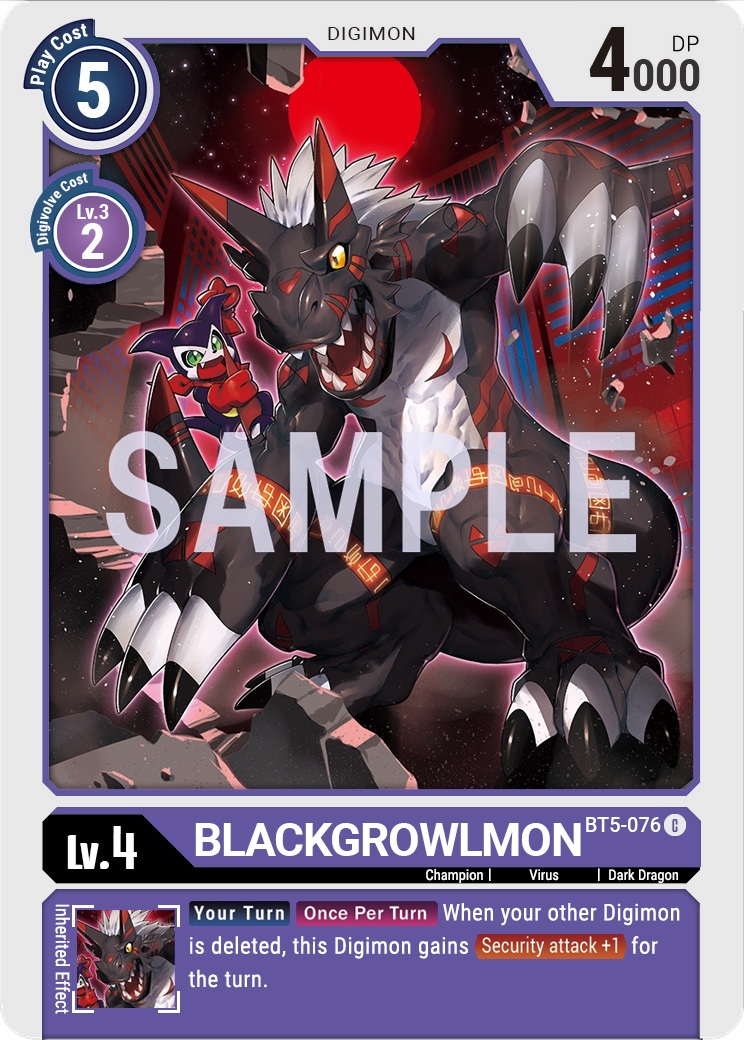 DIGIMON
Play Cost
5
DP
4000
Digivolve Cost
Lv.3
2
SAMPLE
Lv.4
BLACKGROWLMON
BT5-076 C
Champion | Virus | Dark Dragon
Inherited Effect
Your Turn Once Per Turn When your other Digimon
is deleted, this Digimon gains Security attack +1 for
the turn.